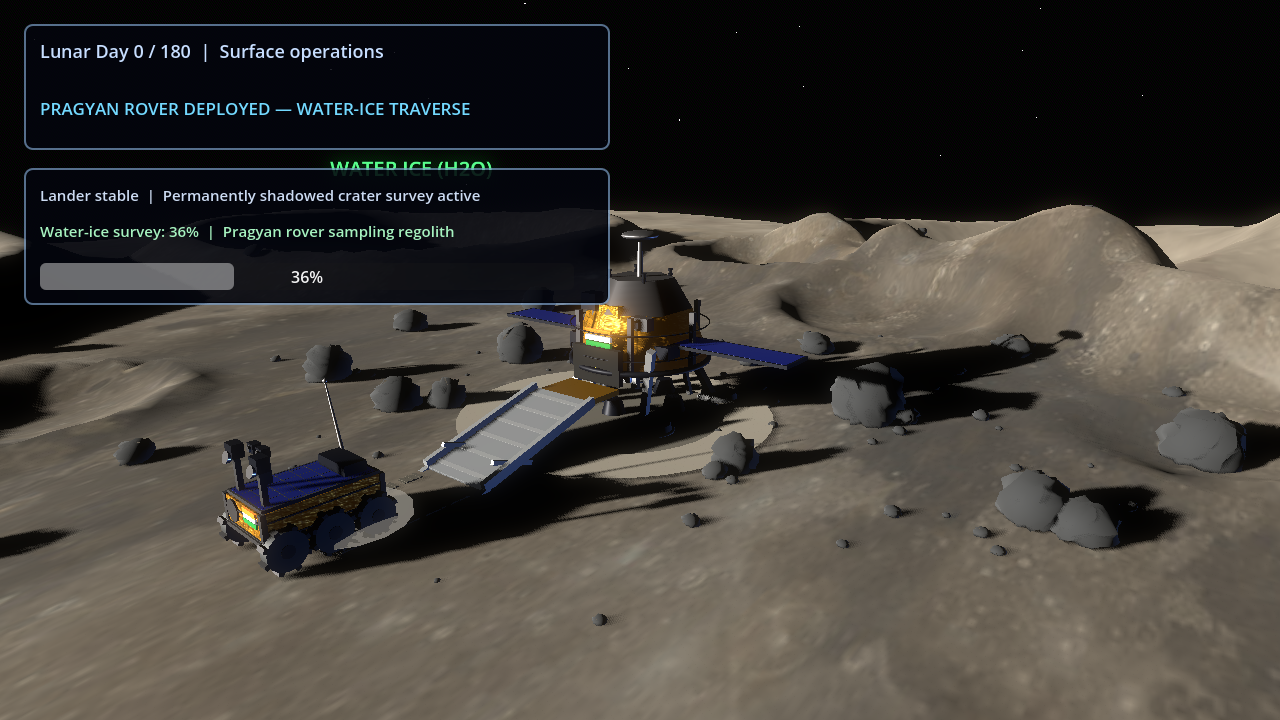 Lunar Day 0 / 180 | Surface operations
PRAGYAN ROVER DEPLOYED — WATER-ICE TRAVERSE
WATER ICE (H2O)
Lander stable | Permanently shadowed crater survey active
Water-ice survey: 36% | Pragyan rover sampling regolith
36%